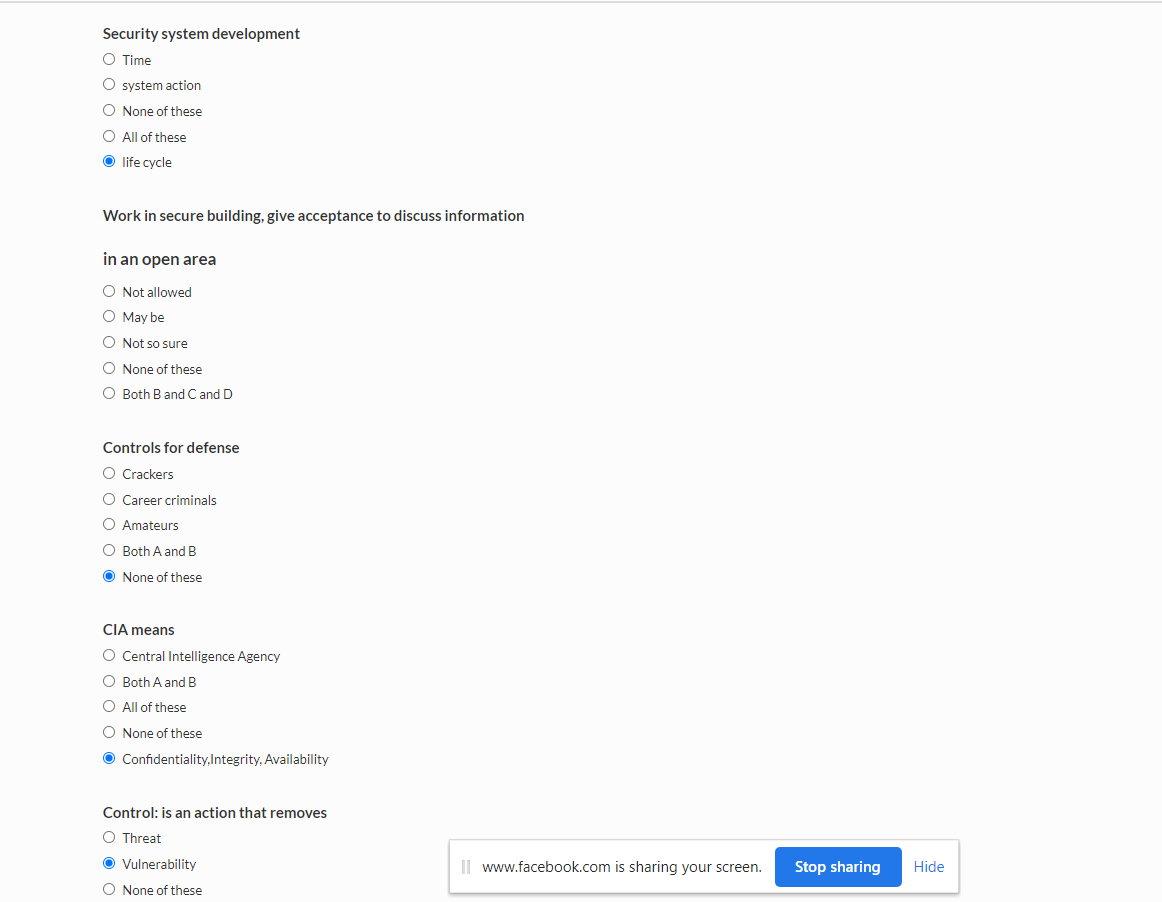 Security system development
Time
system action
None of these
All of these
life cycle
Work in secure building, give acceptance to discuss information
in an open area
Not allowed
May be
Not so sure
None of these
Both B and C and D
Controls for defense
Crackers
Career criminals
Amateurs
Both A and B
None of these
CIA means
Central Intelligence Agency
Both A and B
All of these
None of these
Confidentiality,Integrity, Availability
Control: is an action that removes
Threat
Vulnerability
None of these
www.facebook.com is sharing your screen.
Stop sharing
Hide